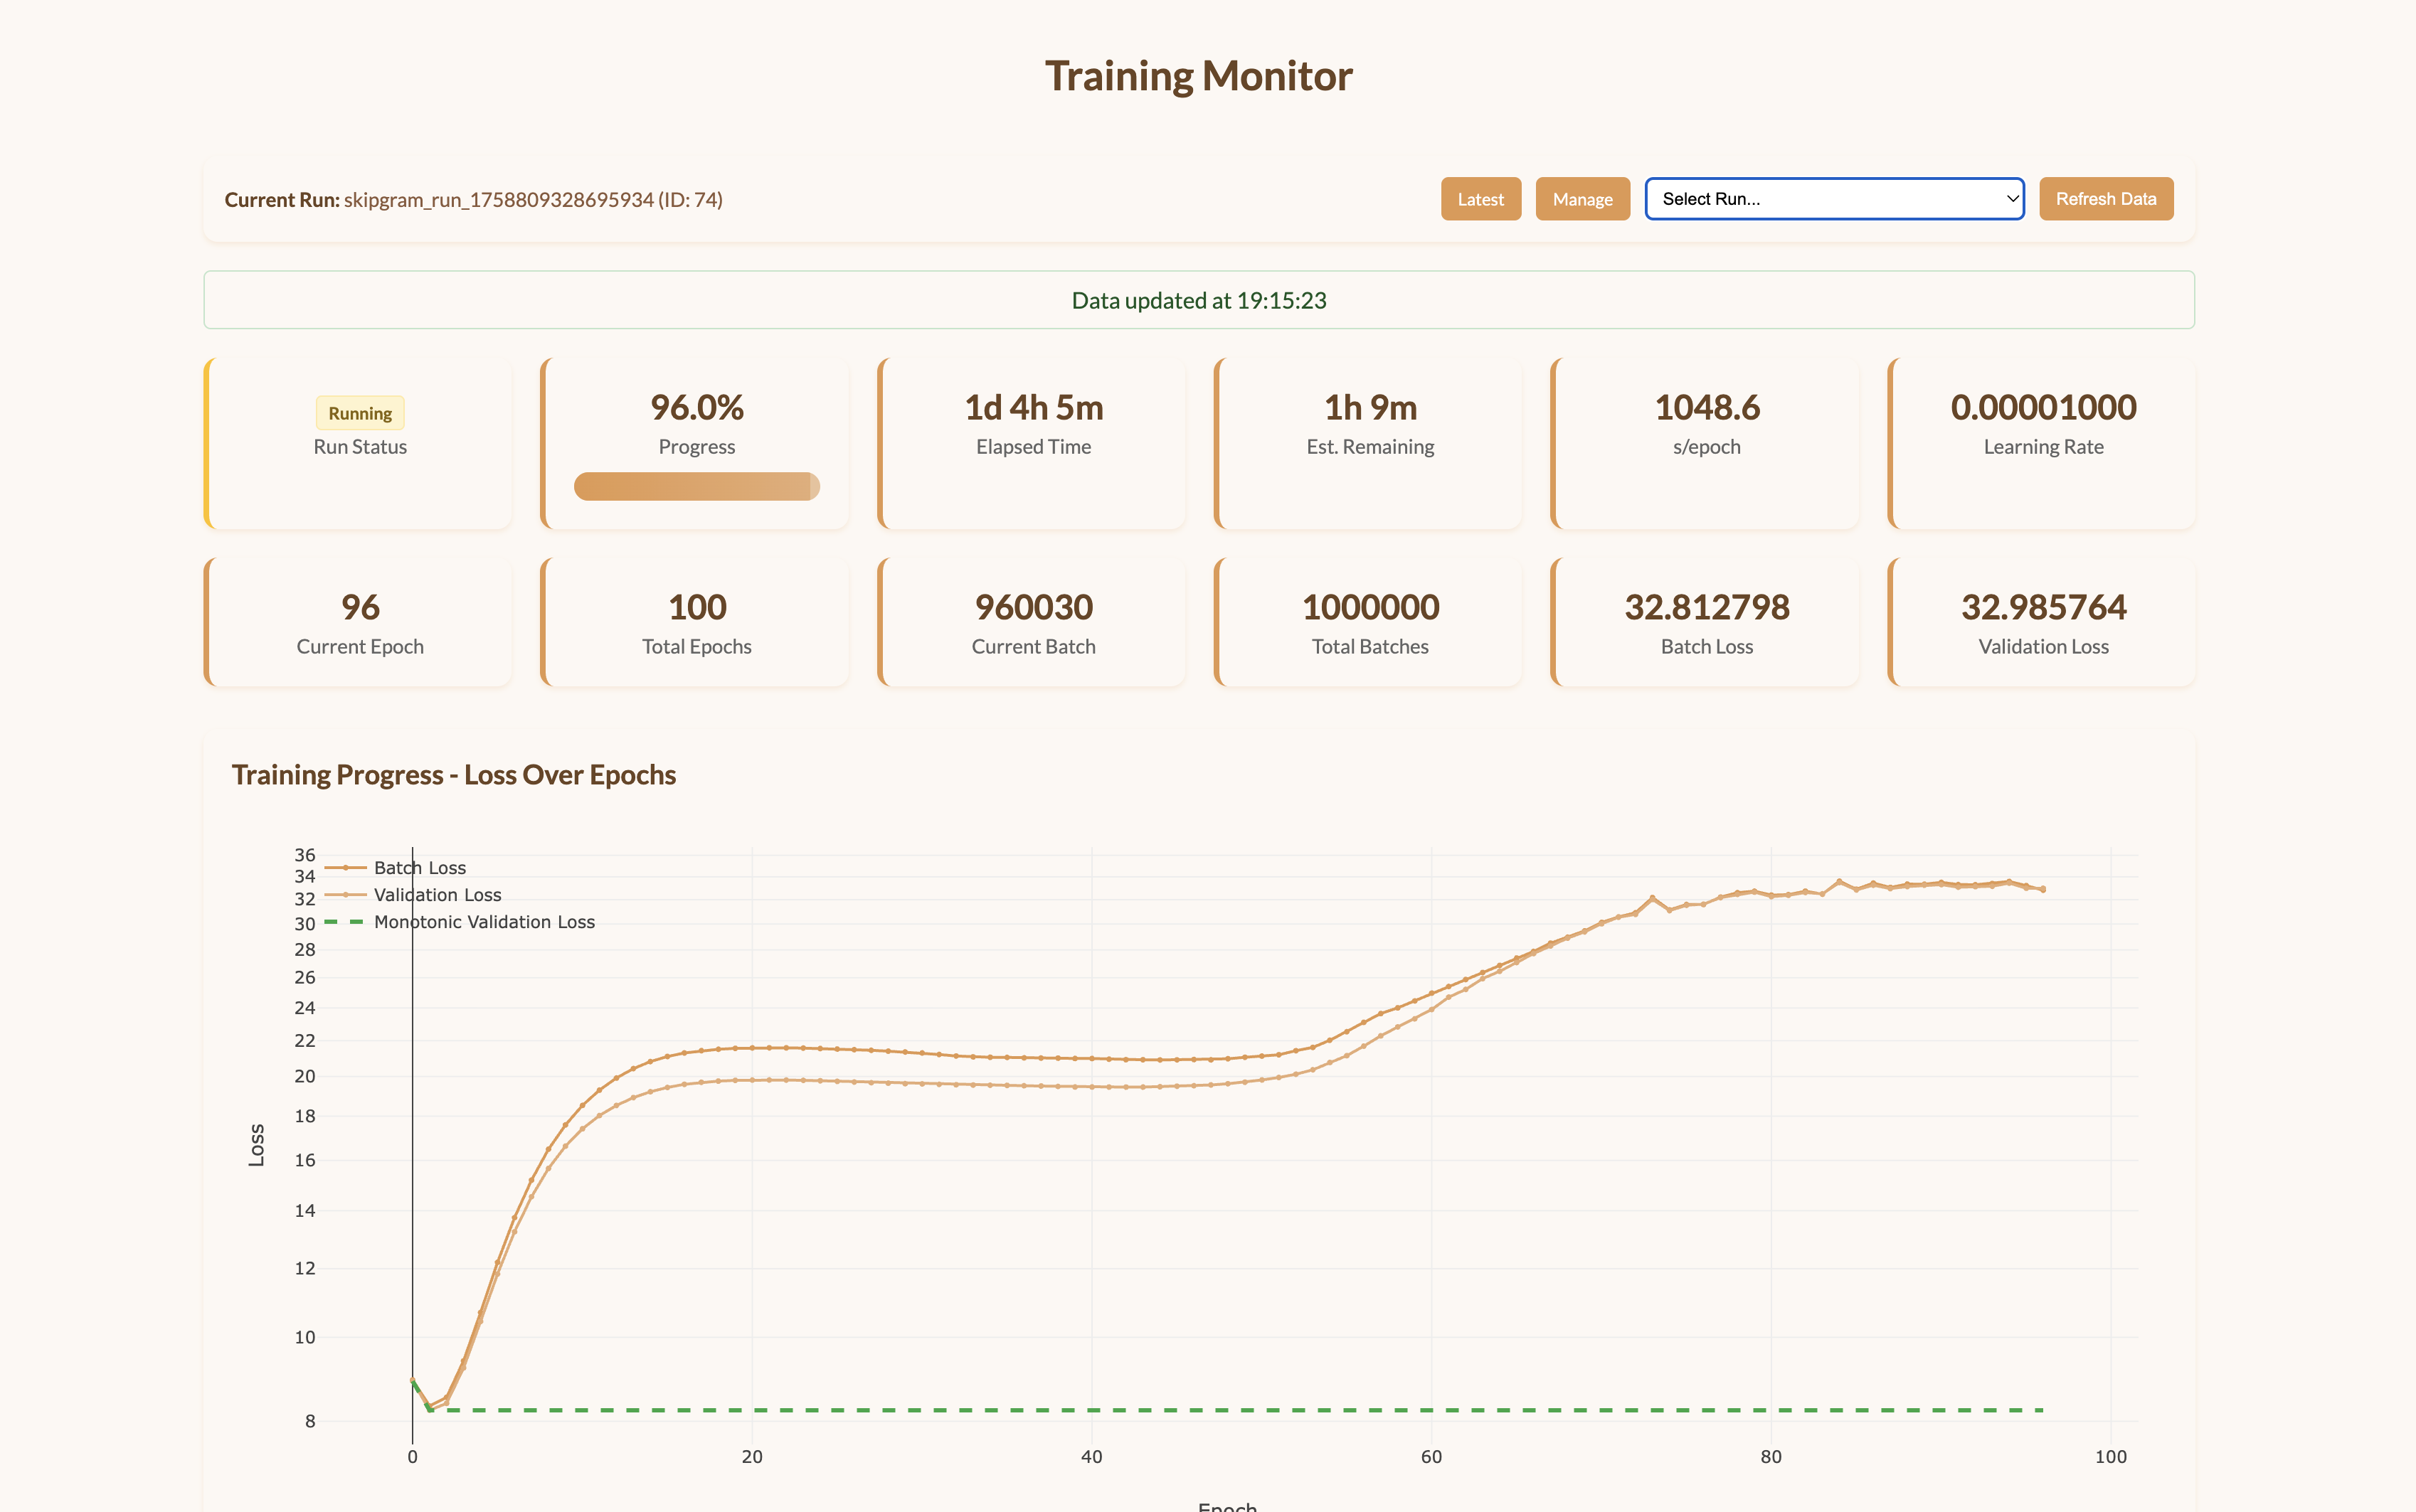 Training Monitor
Current Run: skipgram_run_1758809328695934 (ID: 74)
Latest
Manage
Select Run...
Refresh Data
Data updated at 19:15:23
Running
Run Status
96.0%
Progress
1d 4h 5m
Elapsed Time
1h 9m
Est. Remaining
1048.6
s/epoch
0.00001000
Learning Rate
96
Current Epoch
100
Total Epochs
960030
Current Batch
1000000
Total Batches
32.812798
Batch Loss
32.985764
Validation Loss
Training Progress - Loss Over Epochs
Batch Loss
Validation Loss
Monotonic Validation Loss
36
34
32
30
28
26
24
22
20
18
16
14
12
10
8
Loss
0
20
40
60
80
100
Epoch